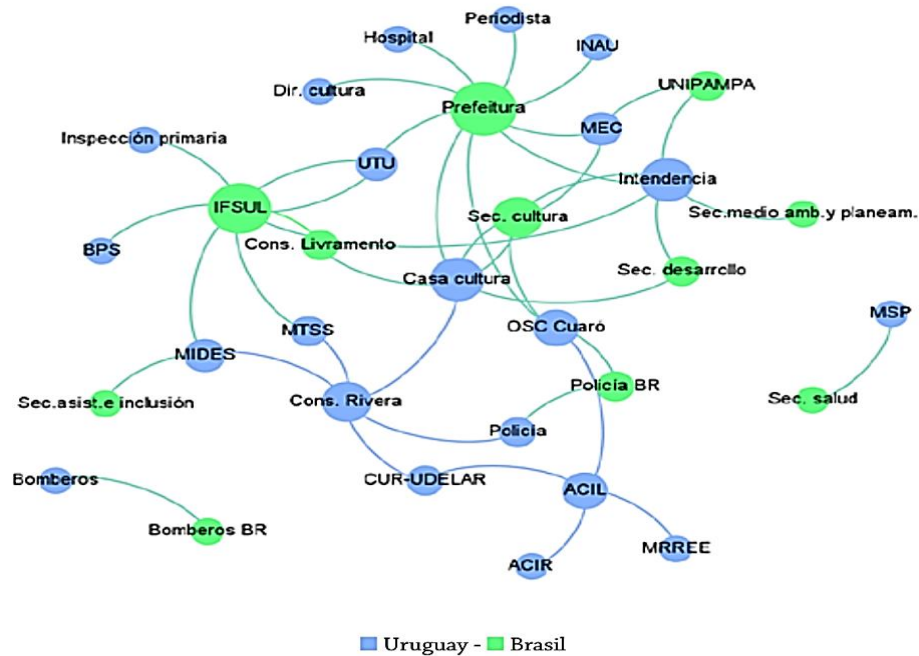 Periodista
Hospital
INAU
Dir. cultura
UNIPAMPA
Prefeitura
MEC
Inspección primaria
UTU
Intendencia
IFSUL
Sec. cultura
Sec.medio amb.y planeam.
Cons. Livramento
BPS
Casa cultura
Sec. desarrollo
MSP
MTSS
OSC Cuaró
MIDES
Policía BR
Sec.asist.e inclusión
Cons. Rivera
Sec. salud
Policía
Bomberos
CUR-UDELAR
ACIL
Bomberos BR
MRREE
ACIR
Uruguay - Brasil